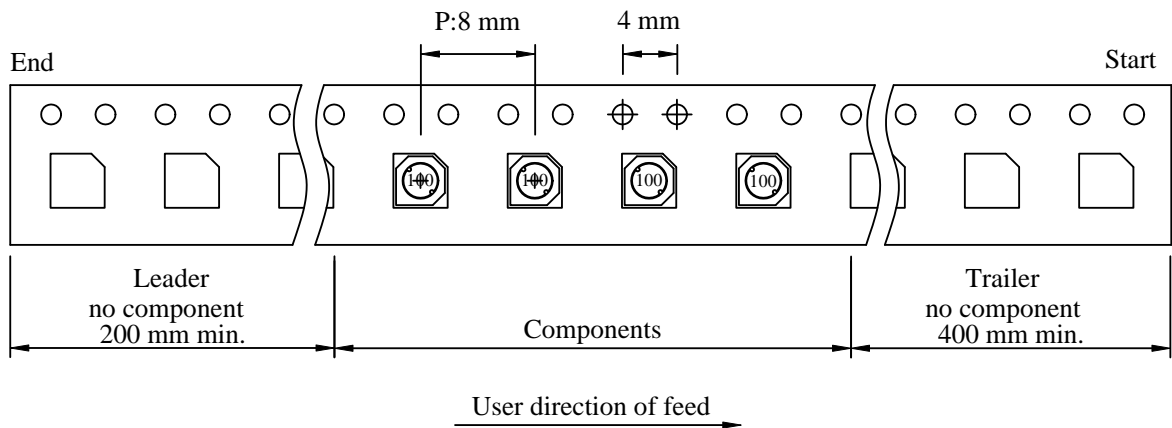 P:8 mm
4 mm
End
Start
100
100
100
100
Leader
no component
200 mm min.
Components
Trailer
no component
400 mm min.
User direction of feed